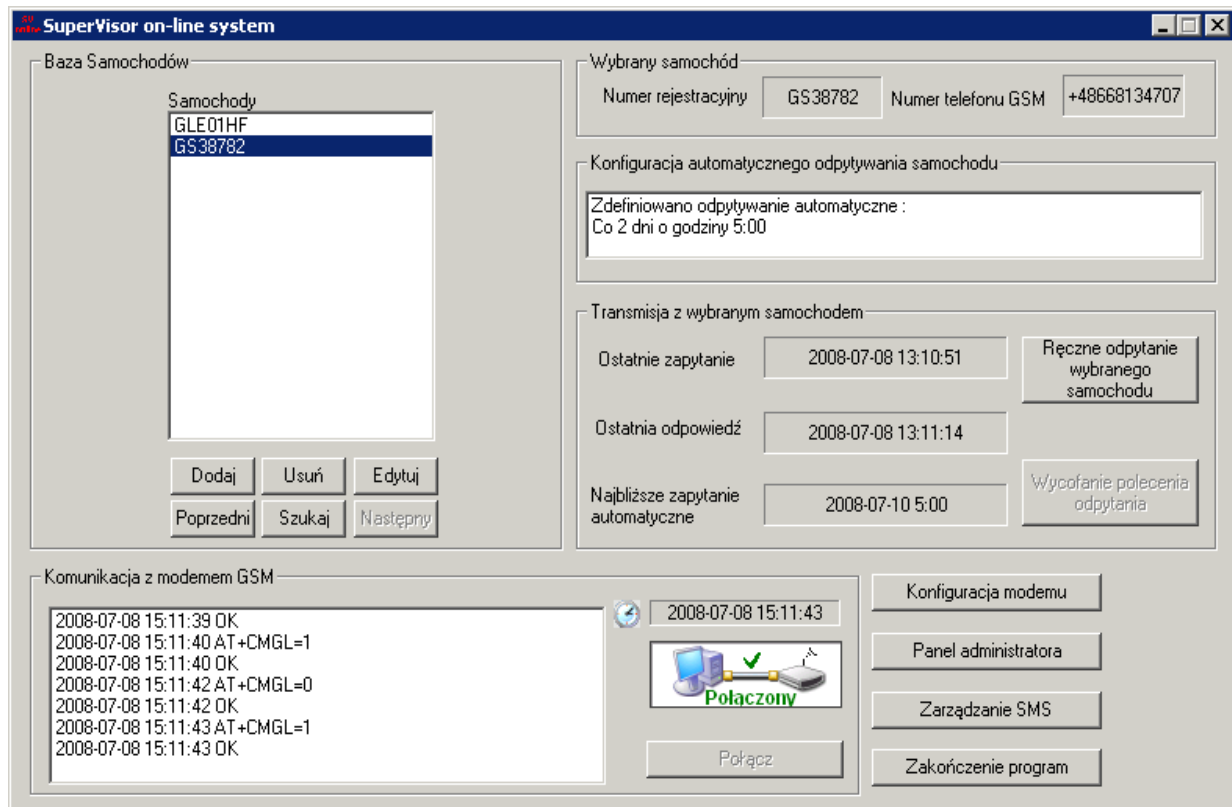 SV
online
SuperVisor on-line system
Baza Samochodów
Samochody
GLE01HF
GS38782
Dodaj
Usuń
Edytuj
Poprzedni
Szukaj
Następny
Wybrany samochód
Numer rejestracyjny
GS38782
Numer telefonu GSM
+48668134707
Konfiguracja automatycznego odpytywania samochodu
Zdefiniowano odpytywanie automatyczne :
Co 2 dni o godziny 5:00
Transmisja z wybranym samochodem
Ostatnie zapytanie
2008-07-08 13:10:51
Ręczne odpytanie
wybranego
samochodu
Ostatnia odpowiedź
2008-07-08 13:11:14
Najbliższe zapytanie
automatyczne
2008-07-10 5:00
Wycofanie polecenia
odpytania
Komunikacja z modemem GSM
2008-07-08 15:11:39 OK
2008-07-08 15:11:40 AT+CMGL=1
2008-07-08 15:11:40 OK
2008-07-08 15:11:42 AT+CMGL=0
2008-07-08 15:11:42 OK
2008-07-08 15:11:43 AT+CMGL=1
2008-07-08 15:11:43 OK
2008-07-08 15:11:43
Połączony
Połącz
Konfiguracja modemu
Panel administratora
Zarządzanie SMS
Zakończenie program